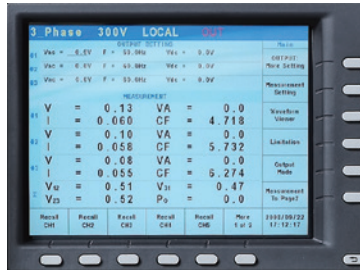 3 Phase 300V LOCAL
OUTPUT SETTING
Vac = 0.0V F = 60.0Hz Vdc = 0.0V
Vac = 0.0V F = 60.0Hz Vdc = 0.0V
Vac = 0.0V F = 60.0Hz Vdc = 0.0V
MEASUREMENT
V = 0.13 VA = 0.0
I = 0.060 CF = 4.718
V = 0.10 VA = 0.0
I = 0.058 CF = 5.732
V = 0.08 VA = 0.0
I = 0.055 CF = 6.274
V12 = 0.51 V31 = 0.47
V23 = 0.52 Po = 0.0
Main
OUTPUT
More Setting
Measurement
Setting
Waveform
Viewer
Limitation
Output
Mode
Measurement
To Page2
Recall
CH1
Recall
CH2
Recall
CH3
Recall
CH4
Recall
CH5
More
1 of 2
17:12:17